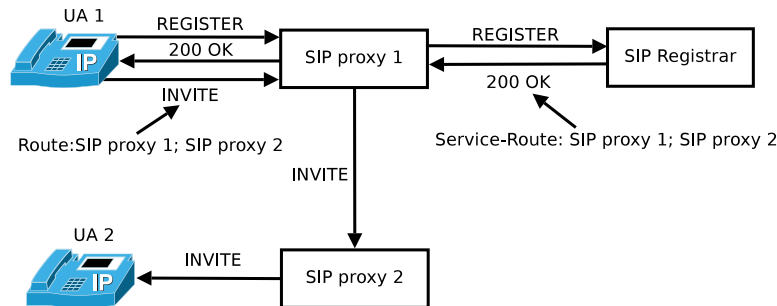 UA 1
REGISTER
200 OK
INVITE
IP
SIP proxy 1
REGISTER
200 OK
SIP Registrar
Route:SIP proxy 1; SIP proxy 2
Service-Route: SIP proxy 1; SIP proxy 2
INVITE
UA 2
IP
INVITE
SIP proxy 2